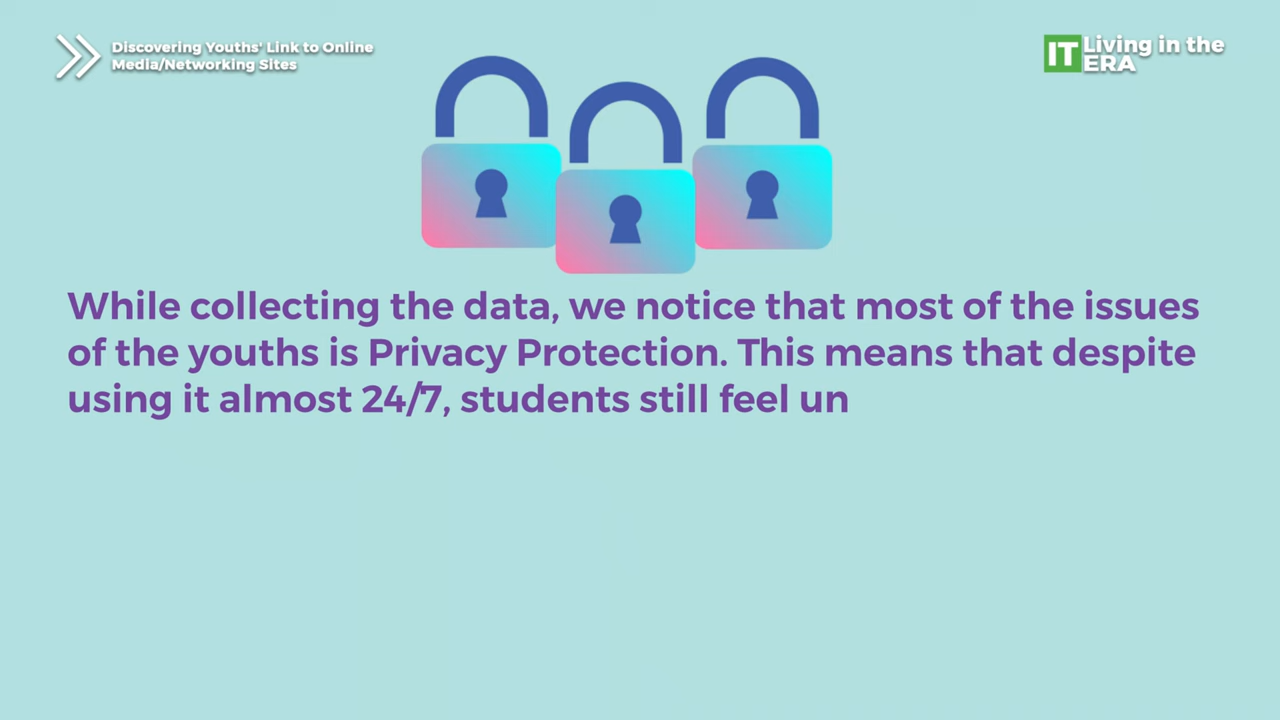 Discovering Youths' Link to Online
Media/Networking Sites
IT Living in the
ERA
While collecting the data, we notice that most of the issues
of the youths is Privacy Protection. This means that despite
using it almost 24/7, students still feel un